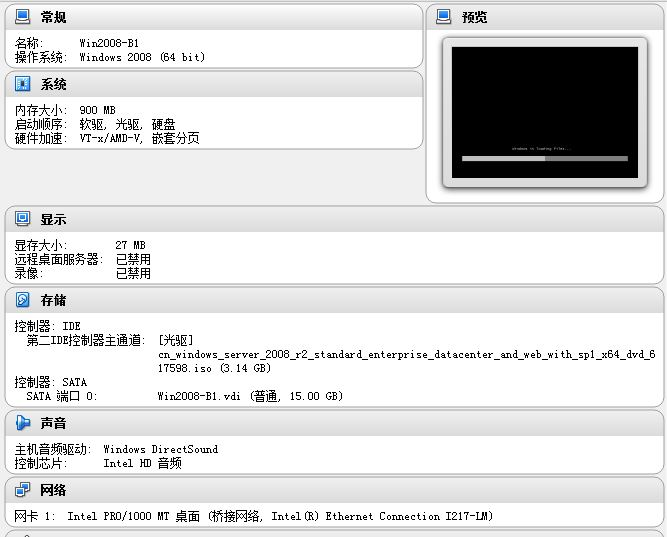 常规
名称: Win2008-B1
操作系统: Windows 2008 (64 bit)
预览
Windows is loading files...
系统
内存大小: 900 MB
启动顺序: 软驱, 光驱, 硬盘
硬件加速: VT-x/AMD-V, 嵌套分页
显示
显存大小: 27 MB
远程桌面服务器: 已禁用
录像: 已禁用
存储
控制器: IDE
第二IDE控制器主通道: [光驱]
cn_windows_server_2008_r2_standard_enterprise_datacenter_and_web_with_sp1_x64_dvd_6
17598.iso (3.14 GB)
控制器: SATA
SATA 端口 0: Win2008-B1.vdi (普通, 15.00 GB)
声音
主机音频驱动: Windows DirectSound
控制芯片: Intel HD 音频
网络
网卡 1: Intel PRO/1000 MT 桌面 (桥接网络, Intel(R) Ethernet Connection I217-LM)